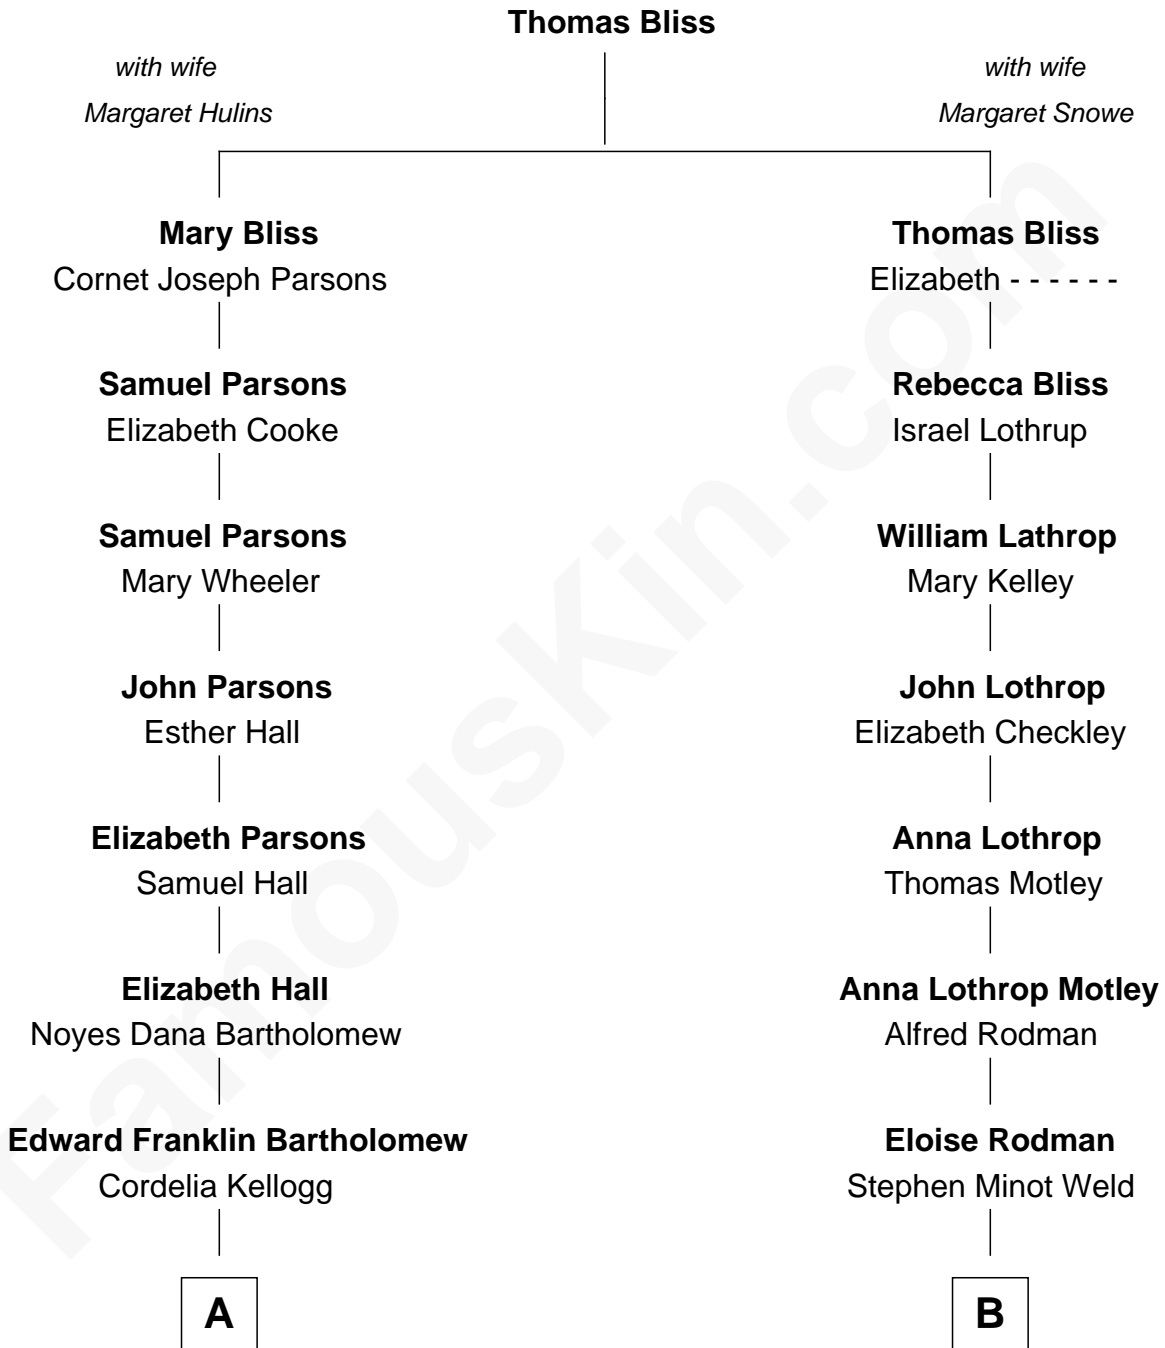 Thomas Bliss
with wife
Margaret Hulins
with wife
Margaret Snowe
Mary Bliss
Cornet Joseph Parsons
Thomas Bliss
Elizabeth - - - - - -
Samuel Parsons
Elizabeth Cooke
Rebecca Bliss
Israel Lothrup
Samuel Parsons
Mary Wheeler
William Lathrop
Mary Kelley
John Parsons
Esther Hall
John Lothrop
Elizabeth Checkley
Elizabeth Parsons
Samuel Hall
Anna Lothrop
Thomas Motley
Elizabeth Hall
Noyes Dana Bartholomew
Anna Lothrop Motley
Alfred Rodman
Edward Franklin Bartholomew
Cordelia Kellogg
Eloise Rodman
Stephen Minot Weld
A
B
FamousKin.com